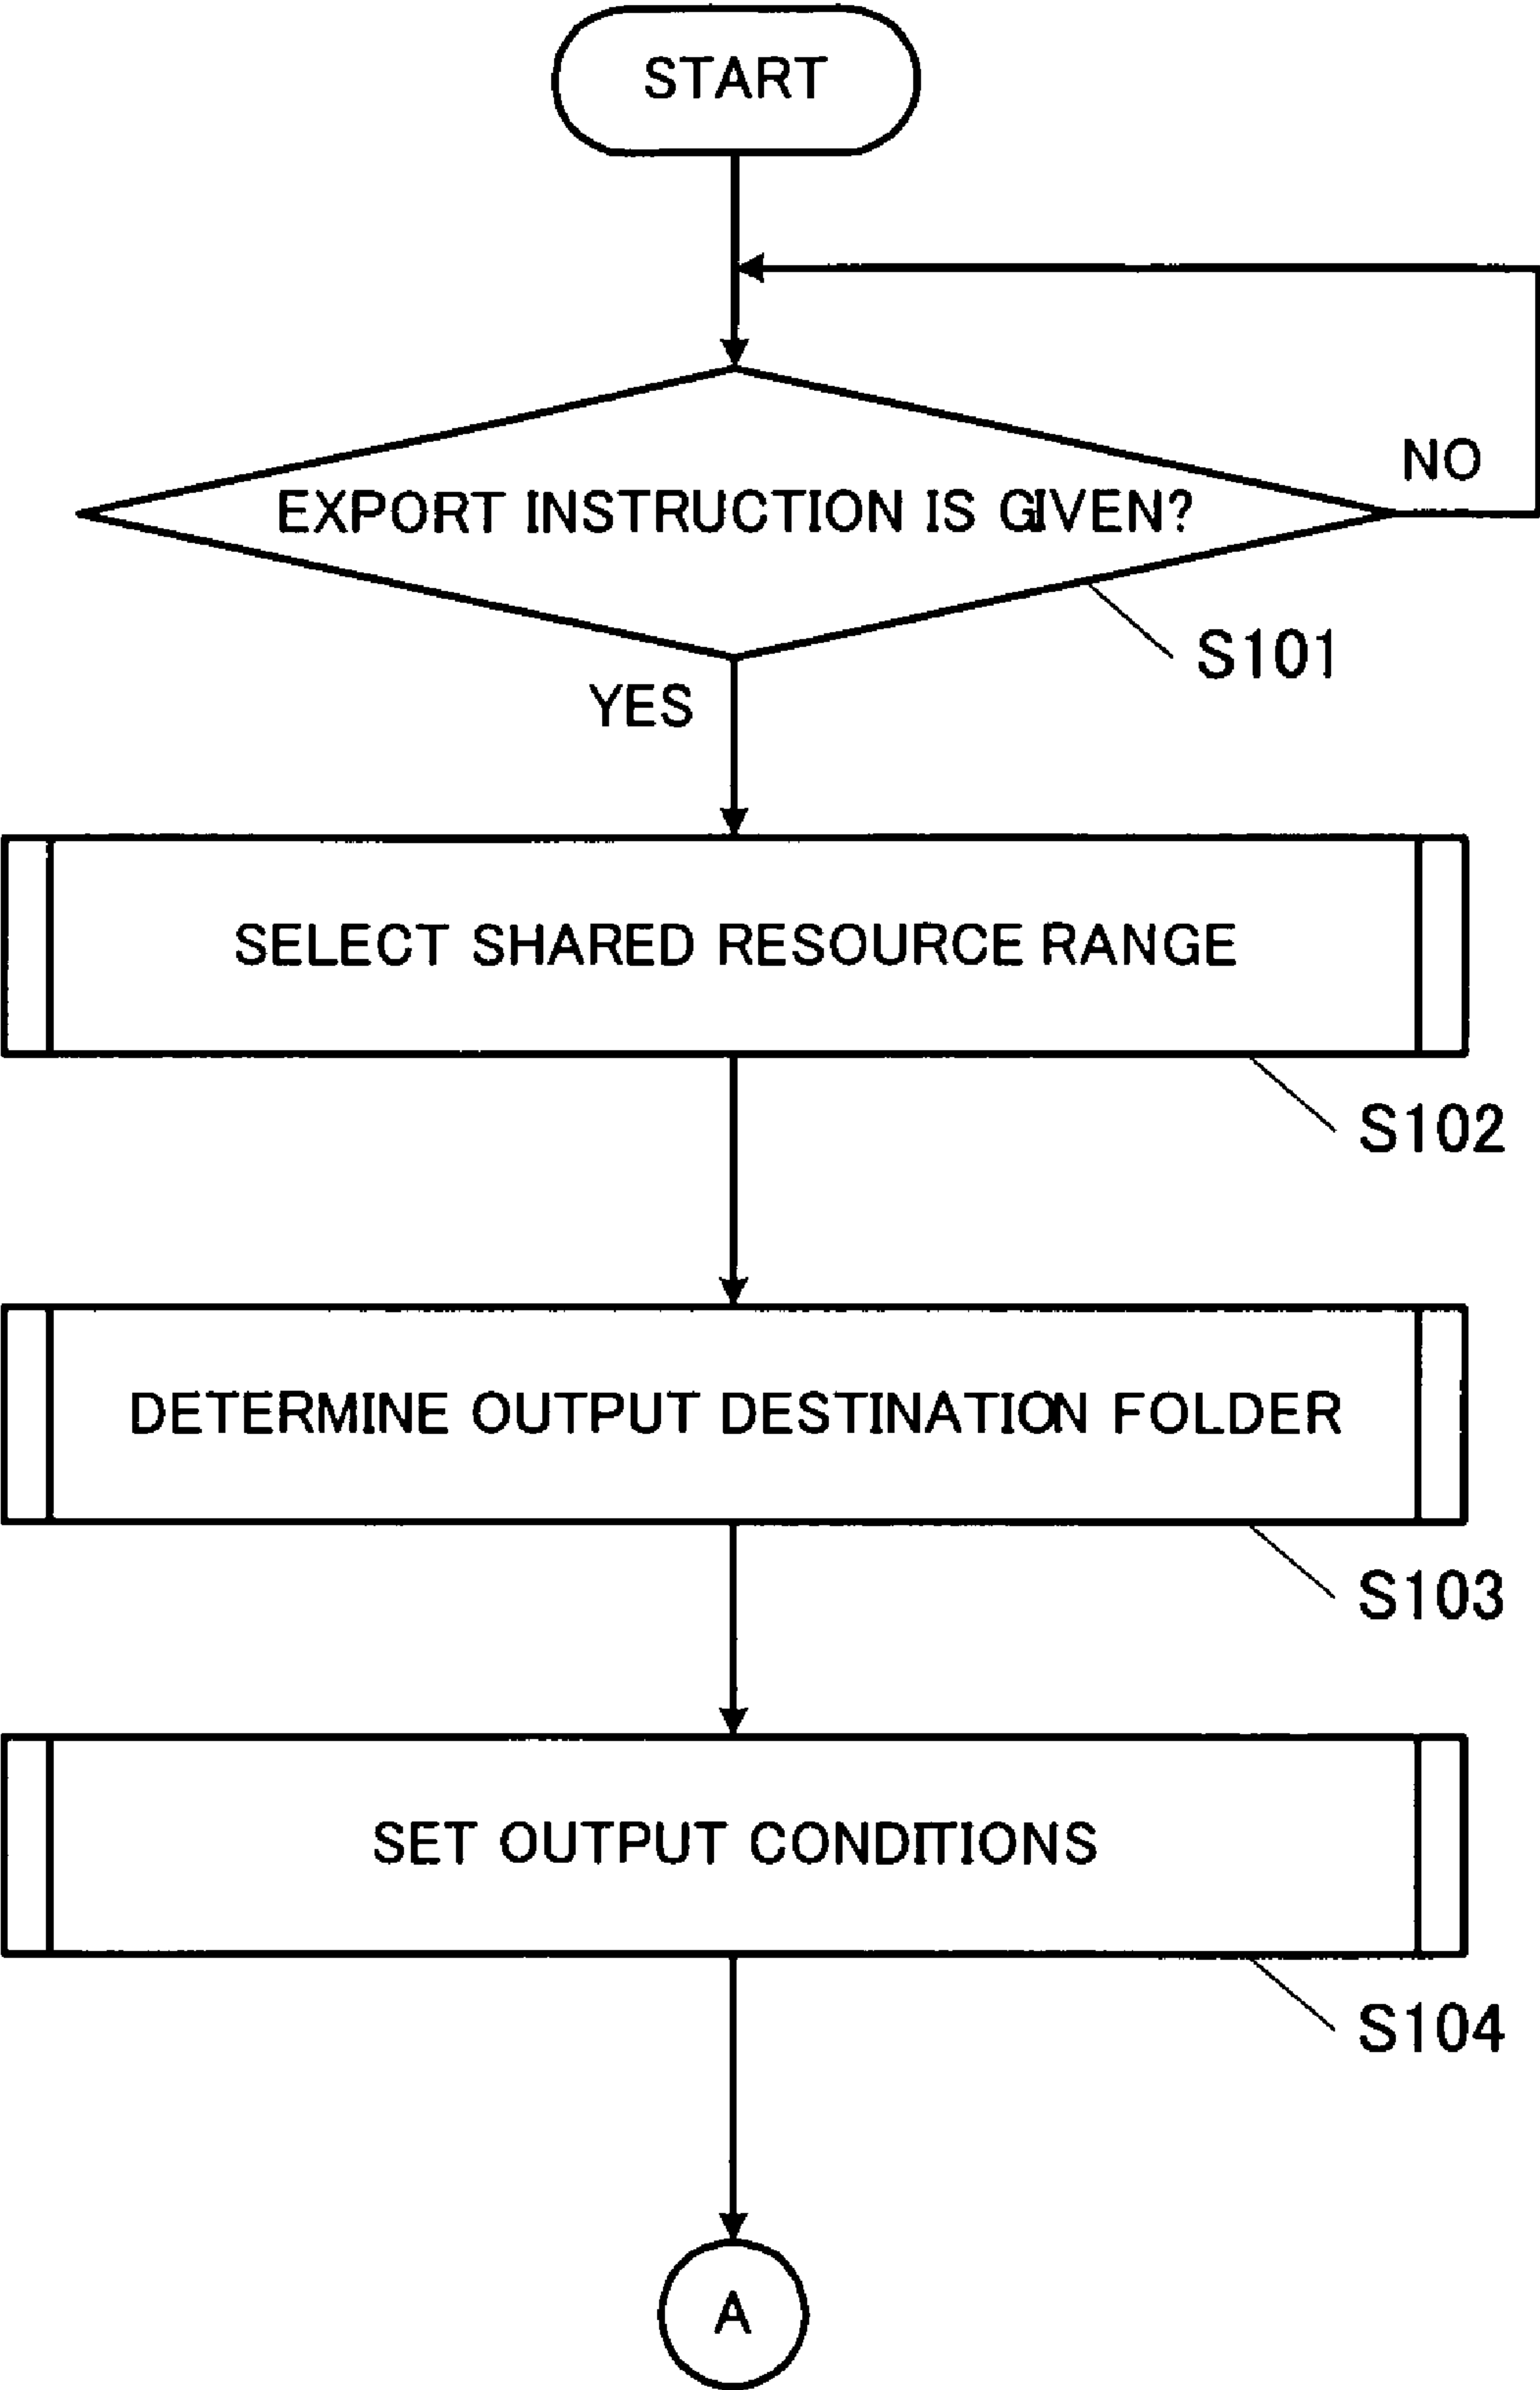 START
NO
EXPORT INSTRUCTION IS GIVEN?
S101
YES
SELECT SHARED RESOURCE RANGE
S102
DETERMINE OUTPUT DESTINATION FOLDER
S103
SET OUTPUT CONDITIONS
S104
A